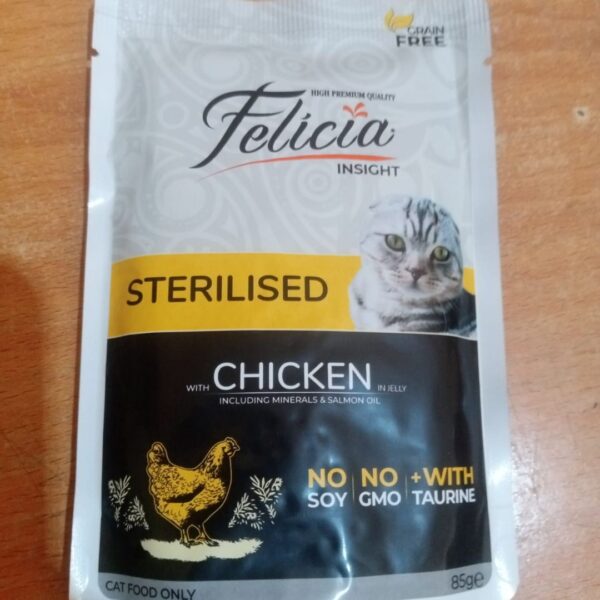 GRAIN
FREE
HIGH PREMIUM QUALITY
Felicia
INSIGHT
STERILISED
WITH CHICKEN IN JELLY
INCLUDING MINERALS & SALMON OIL
NO SOY
NO GMO
+WITH TAURINE
CAT FOOD ONLY
85g℮